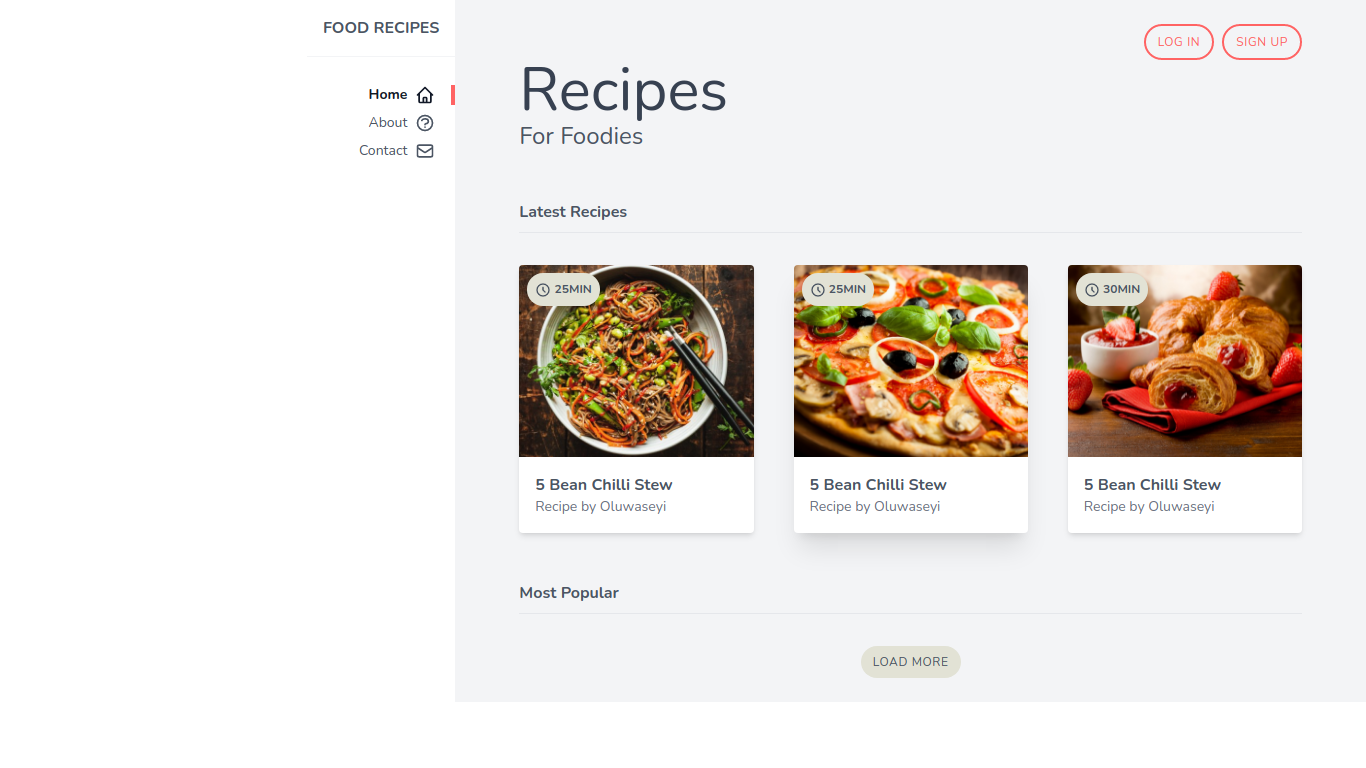 FOOD RECIPES
Home
About
Contact
LOG IN
SIGN UP
Recipes
For Foodies
Latest Recipes
25MIN
5 Bean Chilli Stew
Recipe by Oluwaseyi
25MIN
5 Bean Chilli Stew
Recipe by Oluwaseyi
30MIN
5 Bean Chilli Stew
Recipe by Oluwaseyi
Most Popular
LOAD MORE